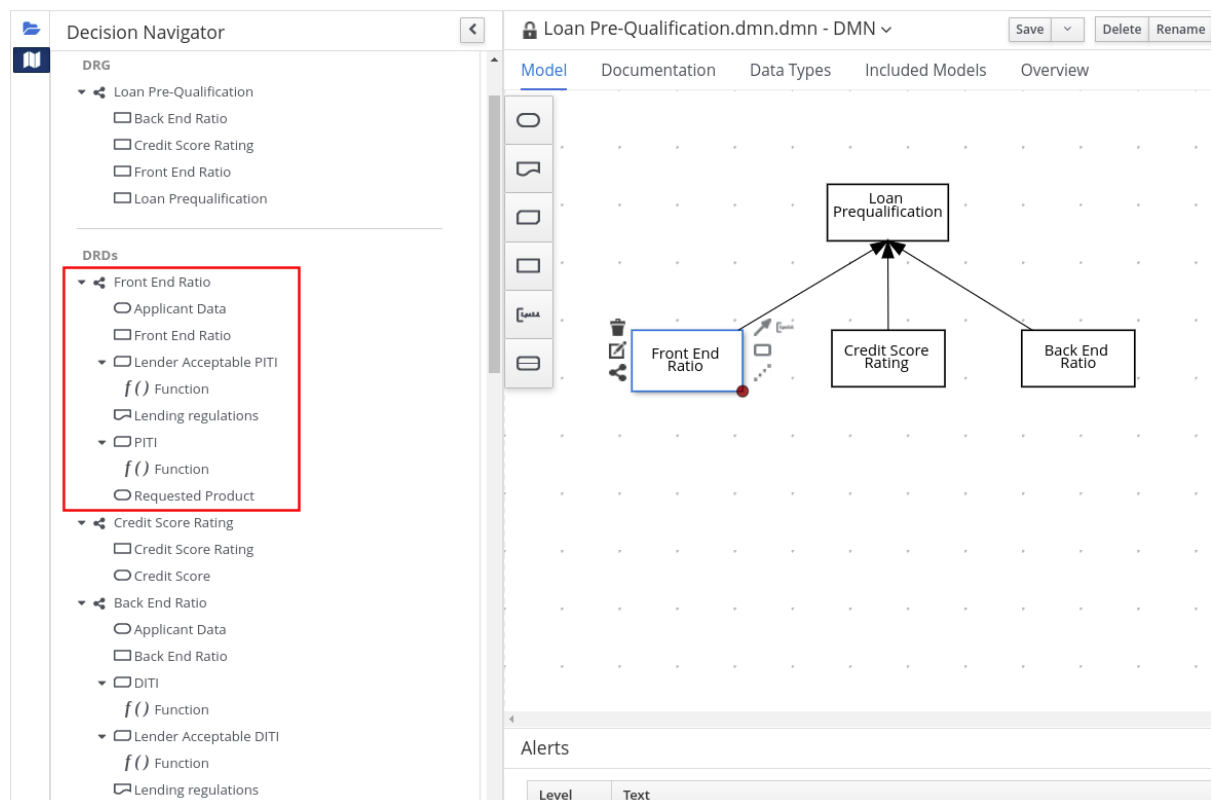 Decision Navigator
DRG
Loan Pre-Qualification
Back End Ratio
Credit Score Rating
Front End Ratio
Loan Prequalification
DRDs
Front End Ratio
Applicant Data
Front End Ratio
Lender Acceptable PITI
f() Function
Lending regulations
PITI
f() Function
Requested Product
Credit Score Rating
Credit Score Rating
Credit Score
Back End Ratio
Applicant Data
Back End Ratio
DITI
f() Function
Lender Acceptable DITI
f() Function
Lending regulations
Loan Pre-Qualification.dmn.dmn - DMN
Save
Delete
Rename
Model
Documentation
Data Types
Included Models
Overview
Loan
Prequalification
Front End
Ratio
Credit Score
Rating
Back End
Ratio
Alerts
Level
Text